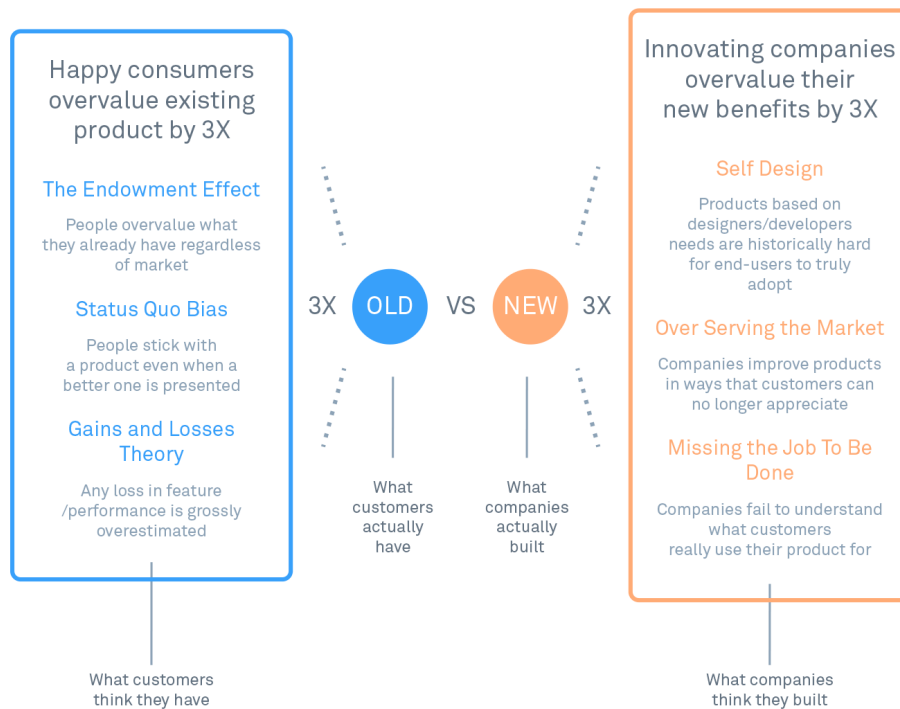 Happy consumers
overvalue existing
product by 3X
The Endowment Effect
People overvalue what
they already have regardless
of market
Status Quo Bias
People stick with
a product even when a
better one is presented
Gains and Losses
Theory
Any loss in feature
/performance is grossly
overestimated
What customers
think they have
3X
OLD
VS
NEW
3X
What
customers
actually
have
What
companies
actually
built
Innovating companies
overvalue their
new benefits by 3X
Self Design
Products based on
designers/developers
needs are historically hard
for end-users to truly
adopt
Over Serving the Market
Companies improve products
in ways that customers can
no longer appreciate
Missing the Job To Be
Done
Companies fail to understand
what customers
really use their product for
What companies
think they built